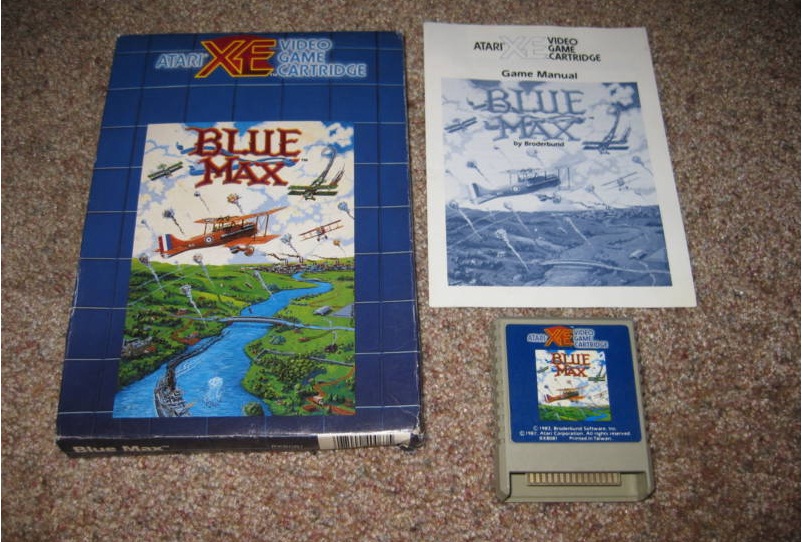 ATARI XE VIDEO
GAME
CARTRIDGE
BLUE
MAX
Blue Max
ATARI XE VIDEO
GAME
CARTRIDGE
Game Manual
BLUE
MAX
by Broderbund
ATARI XE VIDEO
GAME
CARTRIDGE
BLUE
MAX
© 1983, Broderbund Software, Inc.
© 1987, Atari Corporation. All rights reserved.
Printed in Taiwan.